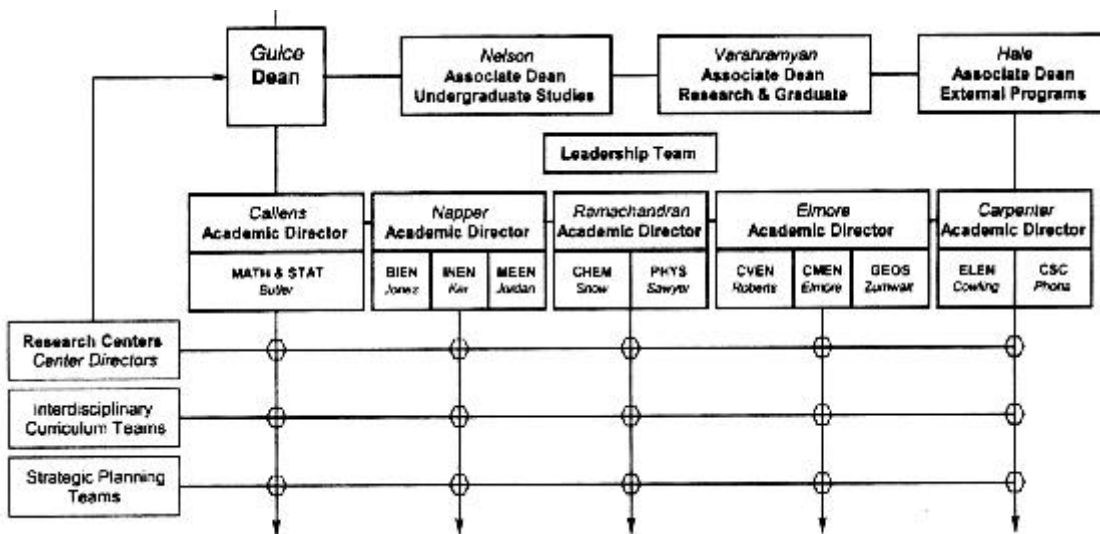 Guice
Dean
Nelson
Associate Dean
Undergraduate Studies
Varahramyan
Associate Dean
Research & Graduate
Hale
Associate Dean
External Programs
Leadership Team
Callens
Academic Director
MATH & STAT
Butler
Napper
Academic Director
BIEN
Jones
INEN
MEEN
Jordan
Ramachandran
Academic Director
CHEM
Snow
PHYS
Sawyer
Elmore
Academic Director
CVEN
Roberts
CMEN
Elmore
GEOS
Zumwalt
Carpenter
Academic Director
ELEN
Cowling
CSC
Phoha
Research Centers
Center Directors
Interdisciplinary
Curriculum Teams
Strategic Planning
Teams